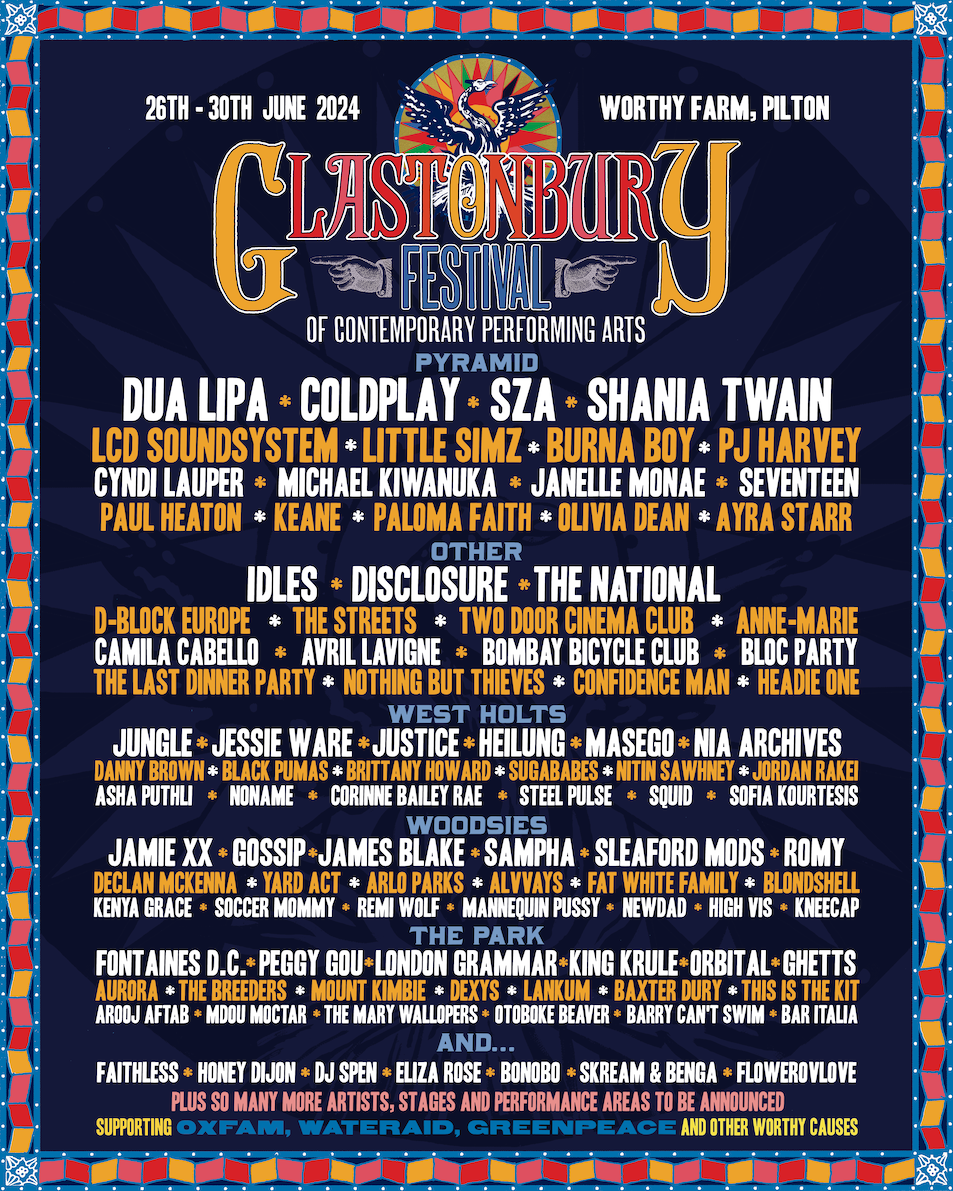 26TH - 30TH JUNE 2024
WORTHY FARM, PILTON
GLASTONBURY
FESTIVAL
OF CONTEMPORARY PERFORMING ARTS
PYRAMID
DUA LIPA * COLDPLAY * SZA * SHANIA TWAIN
LCD SOUNDSYSTEM * LITTLE SIMZ * BURNA BOY * PJ HARVEY
CYNDI LAUPER * MICHAEL KIWANUKA * JANELLE MONAE * SEVENTEEN
PAUL HEATON * KEANE * PALOMA FAITH * OLIVIA DEAN * AYRA STARR
OTHER
IDLES * DISCLOSURE * THE NATIONAL
D-BLOCK EUROPE * THE STREETS * TWO DOOR CINEMA CLUB * ANNE-MARIE
CAMILA CABELLO * AVRIL LAVIGNE * BOMBAY BICYCLE CLUB * BLOC PARTY
THE LAST DINNER PARTY * NOTHING BUT THIEVES * CONFIDENCE MAN * HEADIE ONE
WEST HOLTS
JUNGLE * JESSIE WARE * JUSTICE * HEILUNG * MASEGO * NIA ARCHIVES
DANNY BROWN * BLACK PUMAS * BRITTANY HOWARD * SUGABABES * NITIN SAWHNEY * JORDAN RAKEI
ASHA PUTHLI * NONAME * CORINNE BAILEY RAE * STEEL PULSE * SQUID * SOFIA KOURTESIS
WOODSIES
JAMIE XX * GOSSIP * JAMES BLAKE * SAMPHA * SLEAFORD MODS * ROMY
DECLAN MCKENNA * YARD ACT * ARLO PARKS * ALVVAYS * FAT WHITE FAMILY * BLONDSHELL
KENYA GRACE * SOCCER MOMMY * REMI WOLF * MANNEQUIN PUSSY * NEWDAD * HIGH VIS * KNEECAP
THE PARK
FONTAINES D.C. * PEGGY GOU * LONDON GRAMMAR * KING KRULE * ORBITAL * GHETTS
AURORA * THE BREEDERS * MOUNT KIMBIE * DEXYS * LANKUM * BAXTER DURY * THIS IS THE KIT
AROOJ AFTAB * MDOU MOCTAR * THE MARY WALLOPERS * OTOBOKE BEAVER * BARRY CAN'T SWIM * BAR ITALIA
AND...
FAITHLESS * HONEY DIJON * DJ SPEN * ELIZA ROSE * BONOBO * SKREAM & BENGA * FLOWEROVLOVE
PLUS SO MANY MORE ARTISTS, STAGES AND PERFORMANCE AREAS TO BE ANNOUNCED
SUPPORTING OXFAM, WATERAID, GREENPEACE AND OTHER WORTHY CAUSES